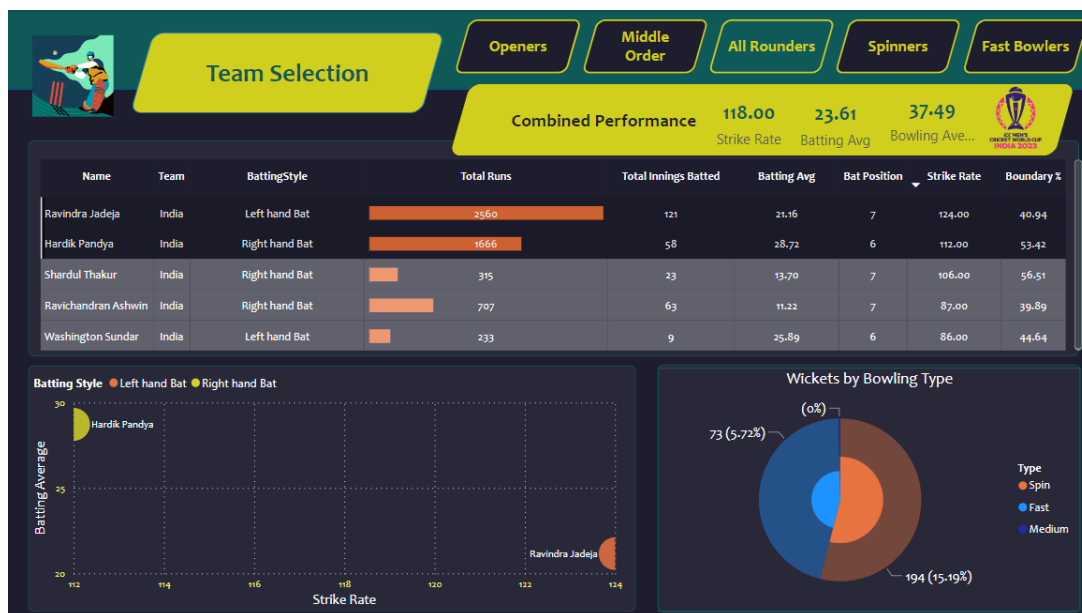 Openers
Middle
Order
All Rounders
Spinners
Fast Bowlers
Team Selection
Combined Performance
118.00
Strike Rate
23.61
Batting Avg
37.49
Bowling Ave...
ICC MEN'S
CRICKET WORLD CUP
INDIA 2023
Name Team BattingStyle Total Runs Total Innings Batted Batting Avg Bat Position Strike Rate Boundary %
Ravindra Jadeja India Left hand Bat 2560 121 21.16 7 124.00 40.94
Hardik Pandya India Right hand Bat 1666 58 28.72 6 112.00 53.42
Shardul Thakur India Right hand Bat 315 23 13.70 7 106.00 56.51
Ravichandran Ashwin India Right hand Bat 707 63 11.22 7 87.00 39.89
Washington Sundar India Left hand Bat 233 9 25.89 6 86.00 44.64
Batting Style Left hand Bat Right hand Bat
30
25
20
Batting Average
Hardik Pandya
Ravindra Jadeja
112 114 116 118 120 122 124
Strike Rate
Wickets by Bowling Type
(0%)
73 (5.72%)
194 (15.19%)
Type
Spin
Fast
Medium